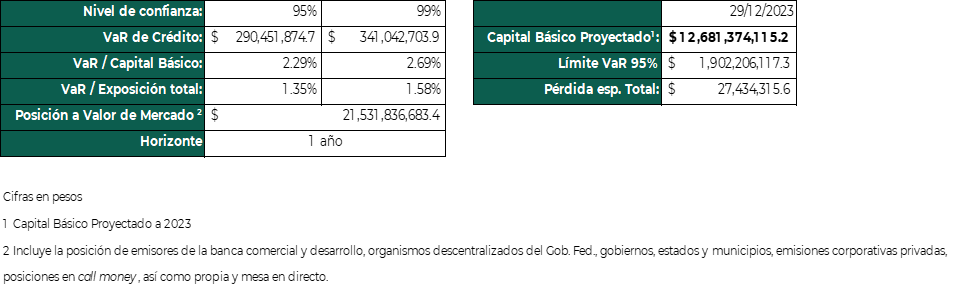 Nivel de confianza: 95% 99%
VaR de Crédito: $ 290,451,874.7 $ 341,042,703.9
VaR / Capital Básico: 2.29% 2.69%
VaR / Exposición total: 1.35% 1.58%
Posición a Valor de Mercado 2 $ 21,531,836,683.4
Horizonte 1 año
29/12/2023
Capital Básico Proyectado1: $12,681,374,115.2
Límite VaR 95% $ 1,902,206,117.3
Pérdida esp. Total: $ 27,434,315.6
Cifras en pesos
1 Capital Básico Proyectado a 2023
2 Incluye la posición de emisores de la banca comercial y desarrollo, organismos descentralizados del Gob. Fed., gobiernos, estados y municipios, emisiones corporativas privadas,
posiciones en call money, así como propia y mesa en directo.